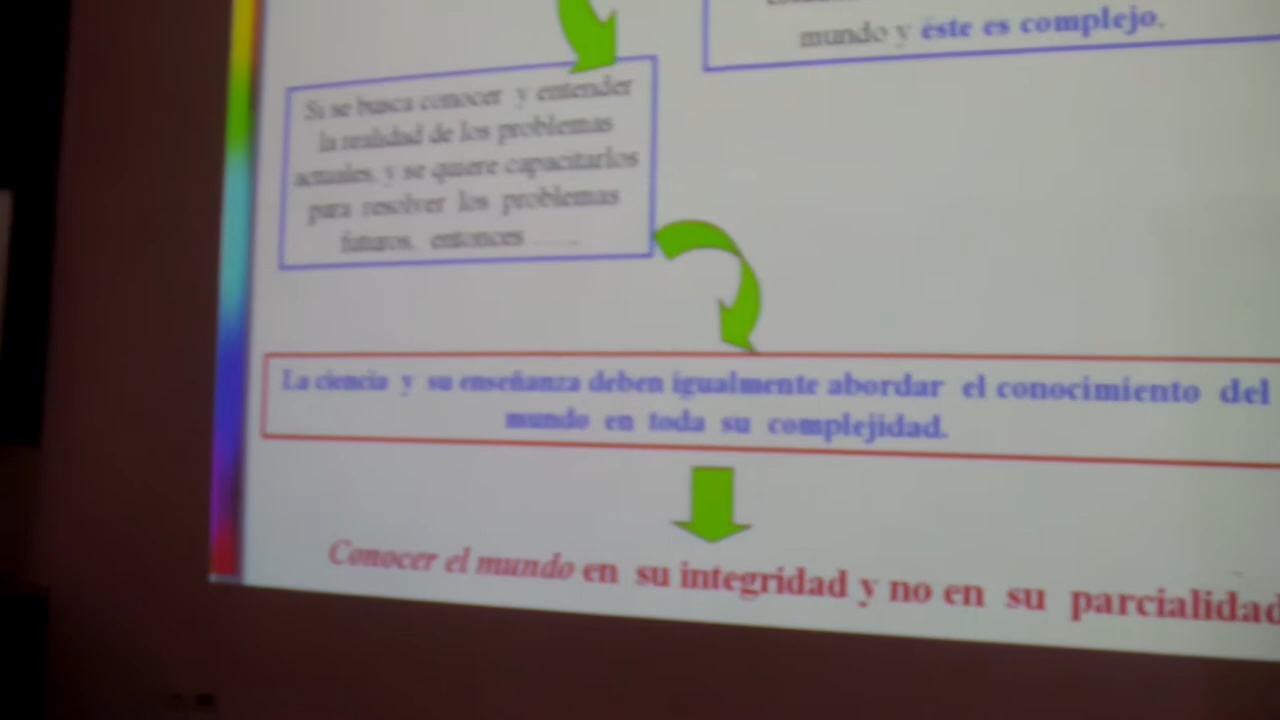 mundo y éste es complejo.
Si se busca conocer y entender
la realidad de los problemas
actuales, y se quiere capacitarlos
para resolver los problemas
futuros, entonces .......
La ciencia y su enseñanza deben igualmente abordar el conocimiento del
mundo en toda su complejidad.
Conocer el mundo en su integridad y no en su parcialidad